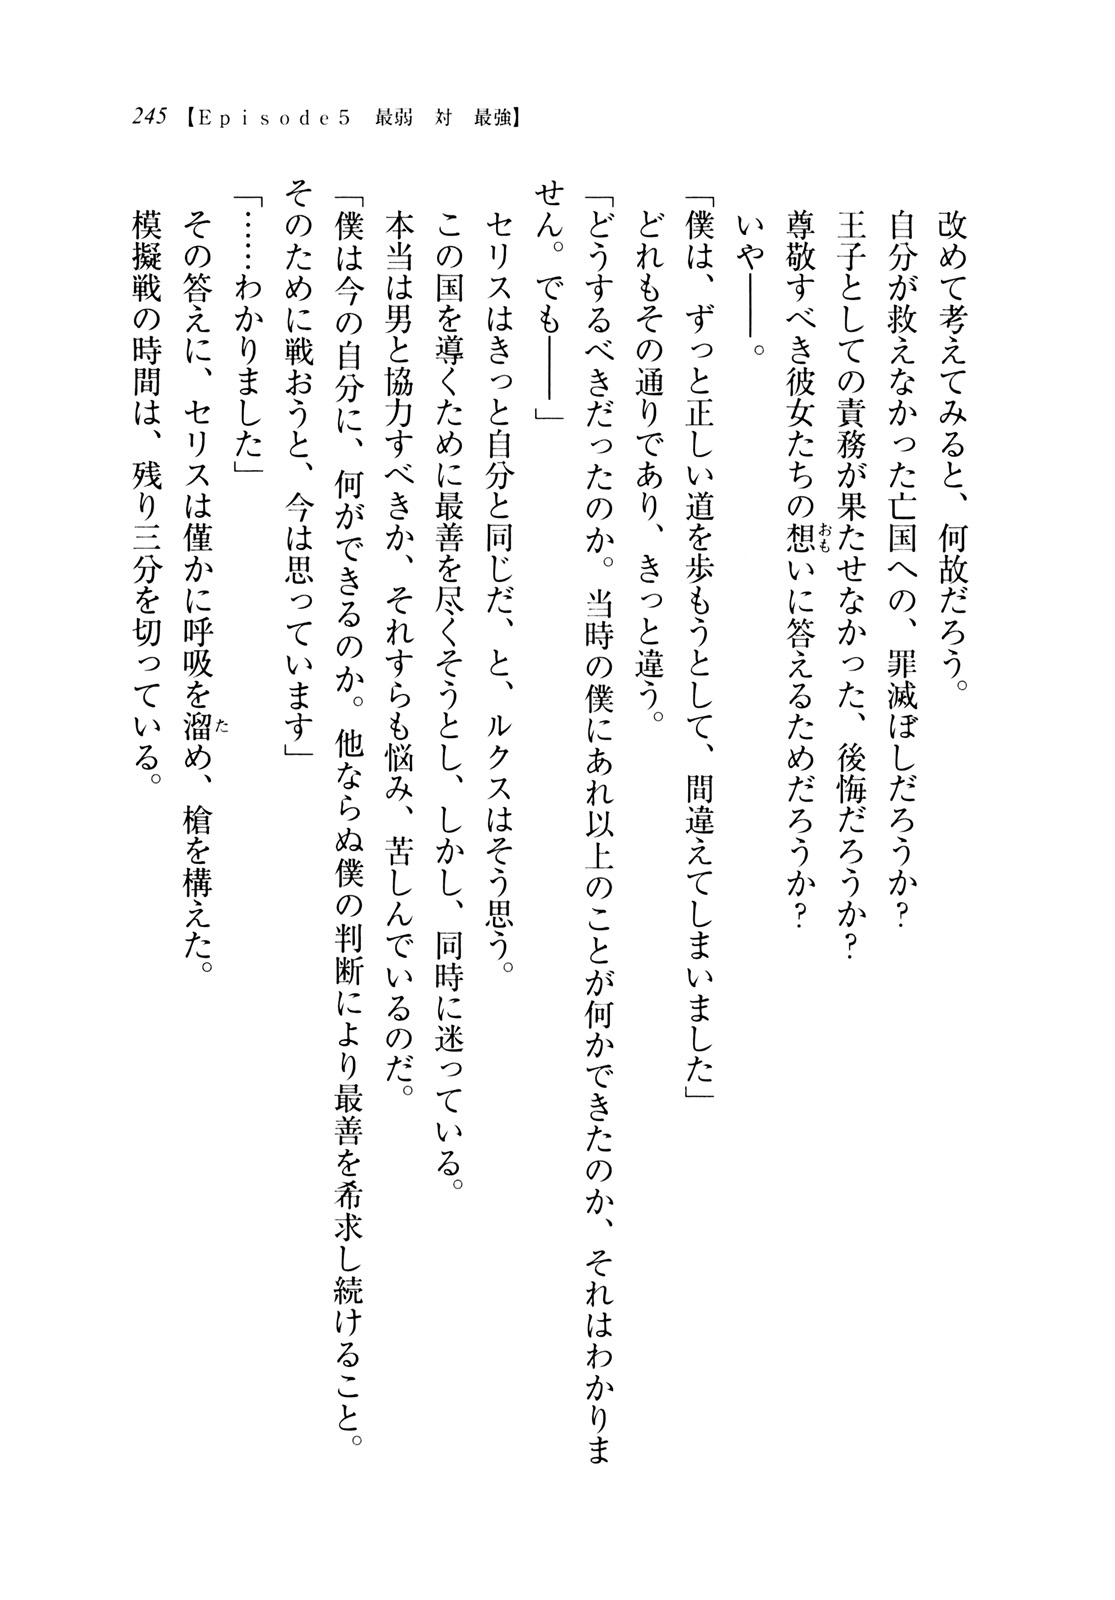 245 【Episode5　最弱　対　最強】
改めて考えてみると、何故だろう。
自分が救えなかった亡国への、罪滅ぼしだろうか?
王子としての責務が果たせなかった、後悔だろうか?
尊敬すべき彼女たちの想いに答えるためだろうか?
いや――。
「僕は、ずっと正しい道を歩もうとして、間違えてしまいました」
どれもその通りであり、きっと違う。
「どうするべきだったのか。当時の僕にあれ以上のことが何かできたのか、それはわかりま
せん。でも――」
セリスはきっと自分と同じだ、と、ルクスはそう思う。
この国を導くために最善を尽くそうとし、しかし、同時に迷っている。
本当は男と協力すべきか、それすらも悩み、苦しんでいるのだ。
「僕は今の自分に、何ができるのか。他ならぬ僕の判断により最善を希求し続けること。
そのために戦おうと、今は思っています」
「……わかりました」
その答えに、セリスは僅かに呼吸を溜め、槍を構えた。
模擬戦の時間は、残り三分を切っている。